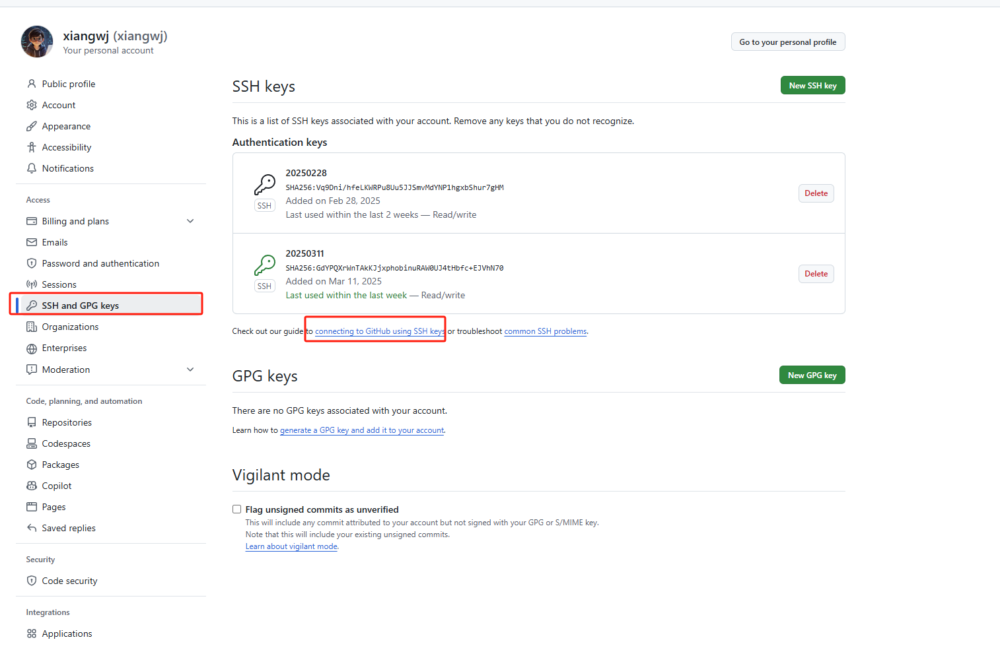 xiangwj (xiangwj)
Your personal account
Go to your personal profile
Public profile
Account
Appearance
Accessibility
Notifications
Access
Billing and plans
Emails
Password and authentication
Sessions
SSH and GPG keys
Organizations
Enterprises
Moderation
Code, planning, and automation
Repositories
Codespaces
Packages
Copilot
Pages
Saved replies
Security
Code security
Integrations
Applications
SSH keys
New SSH key
This is a list of SSH keys associated with your account. Remove any keys that you do not recognize.
Authentication keys
20250228
SHA256:Vq9Dni/hfeLKWRPu8Uu5JJSmvMdYNP1hgxbShur7gHM
Added on Feb 28, 2025
Last used within the last 2 weeks — Read/write
SSH
Delete
20250311
SHA256:GdYPQXrWnTAkKJjxphobinuRAW0UJ4tHbfc+EJVhN70
Added on Mar 11, 2025
Last used within the last week — Read/write
SSH
Delete
Check out our guide to connecting to GitHub using SSH keys or troubleshoot common SSH problems.
GPG keys
New GPG key
There are no GPG keys associated with your account.
Learn how to generate a GPG key and add it to your account.
Vigilant mode
Flag unsigned commits as unverified
This will include any commit attributed to your account but not signed with your GPG or S/MIME key.
Note that this will include your existing unsigned commits.
Learn about vigilant mode.